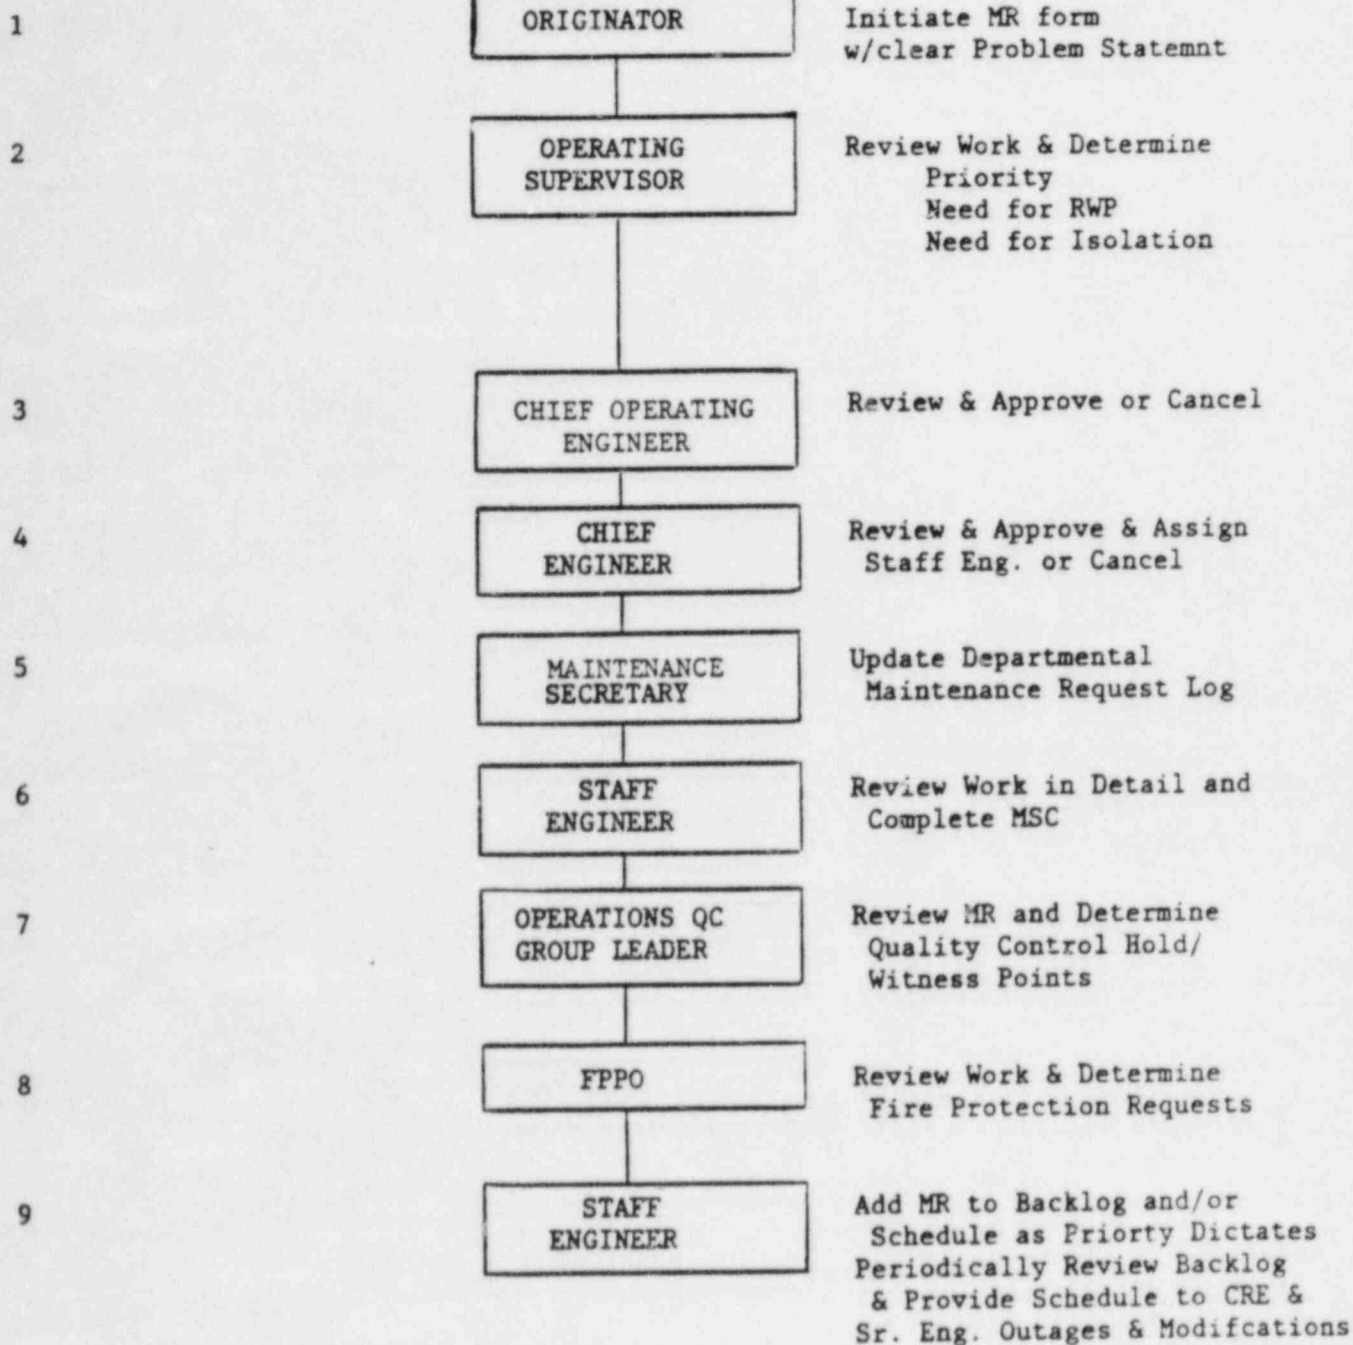 1
ORIGINATOR
Initiate MR form
w/clear Problem Statemnt
2
OPERATING
SUPERVISOR
Review Work & Determine
Priority
Need for RWP
Need for Isolation
3
CHIEF OPERATING
ENGINEER
Review & Approve or Cancel
4
CHIEF
ENGINEER
Review & Approve & Assign
Staff Eng. or Cancel
5
MAINTENANCE
SECRETARY
Update Departmental
Maintenance Request Log
6
STAFF
ENGINEER
Review Work in Detail and
Complete MSC
7
OPERATIONS QC
GROUP LEADER
Review MR and Determine
Quality Control Hold/
Witness Points
8
FPPO
Review Work & Determine
Fire Protection Requests
9
STAFF
ENGINEER
Add MR to Backlog and/or
Schedule as Priorty Dictates
Periodically Review Backlog
& Provide Schedule to CRE &
Sr. Eng. Outages & Modifcations